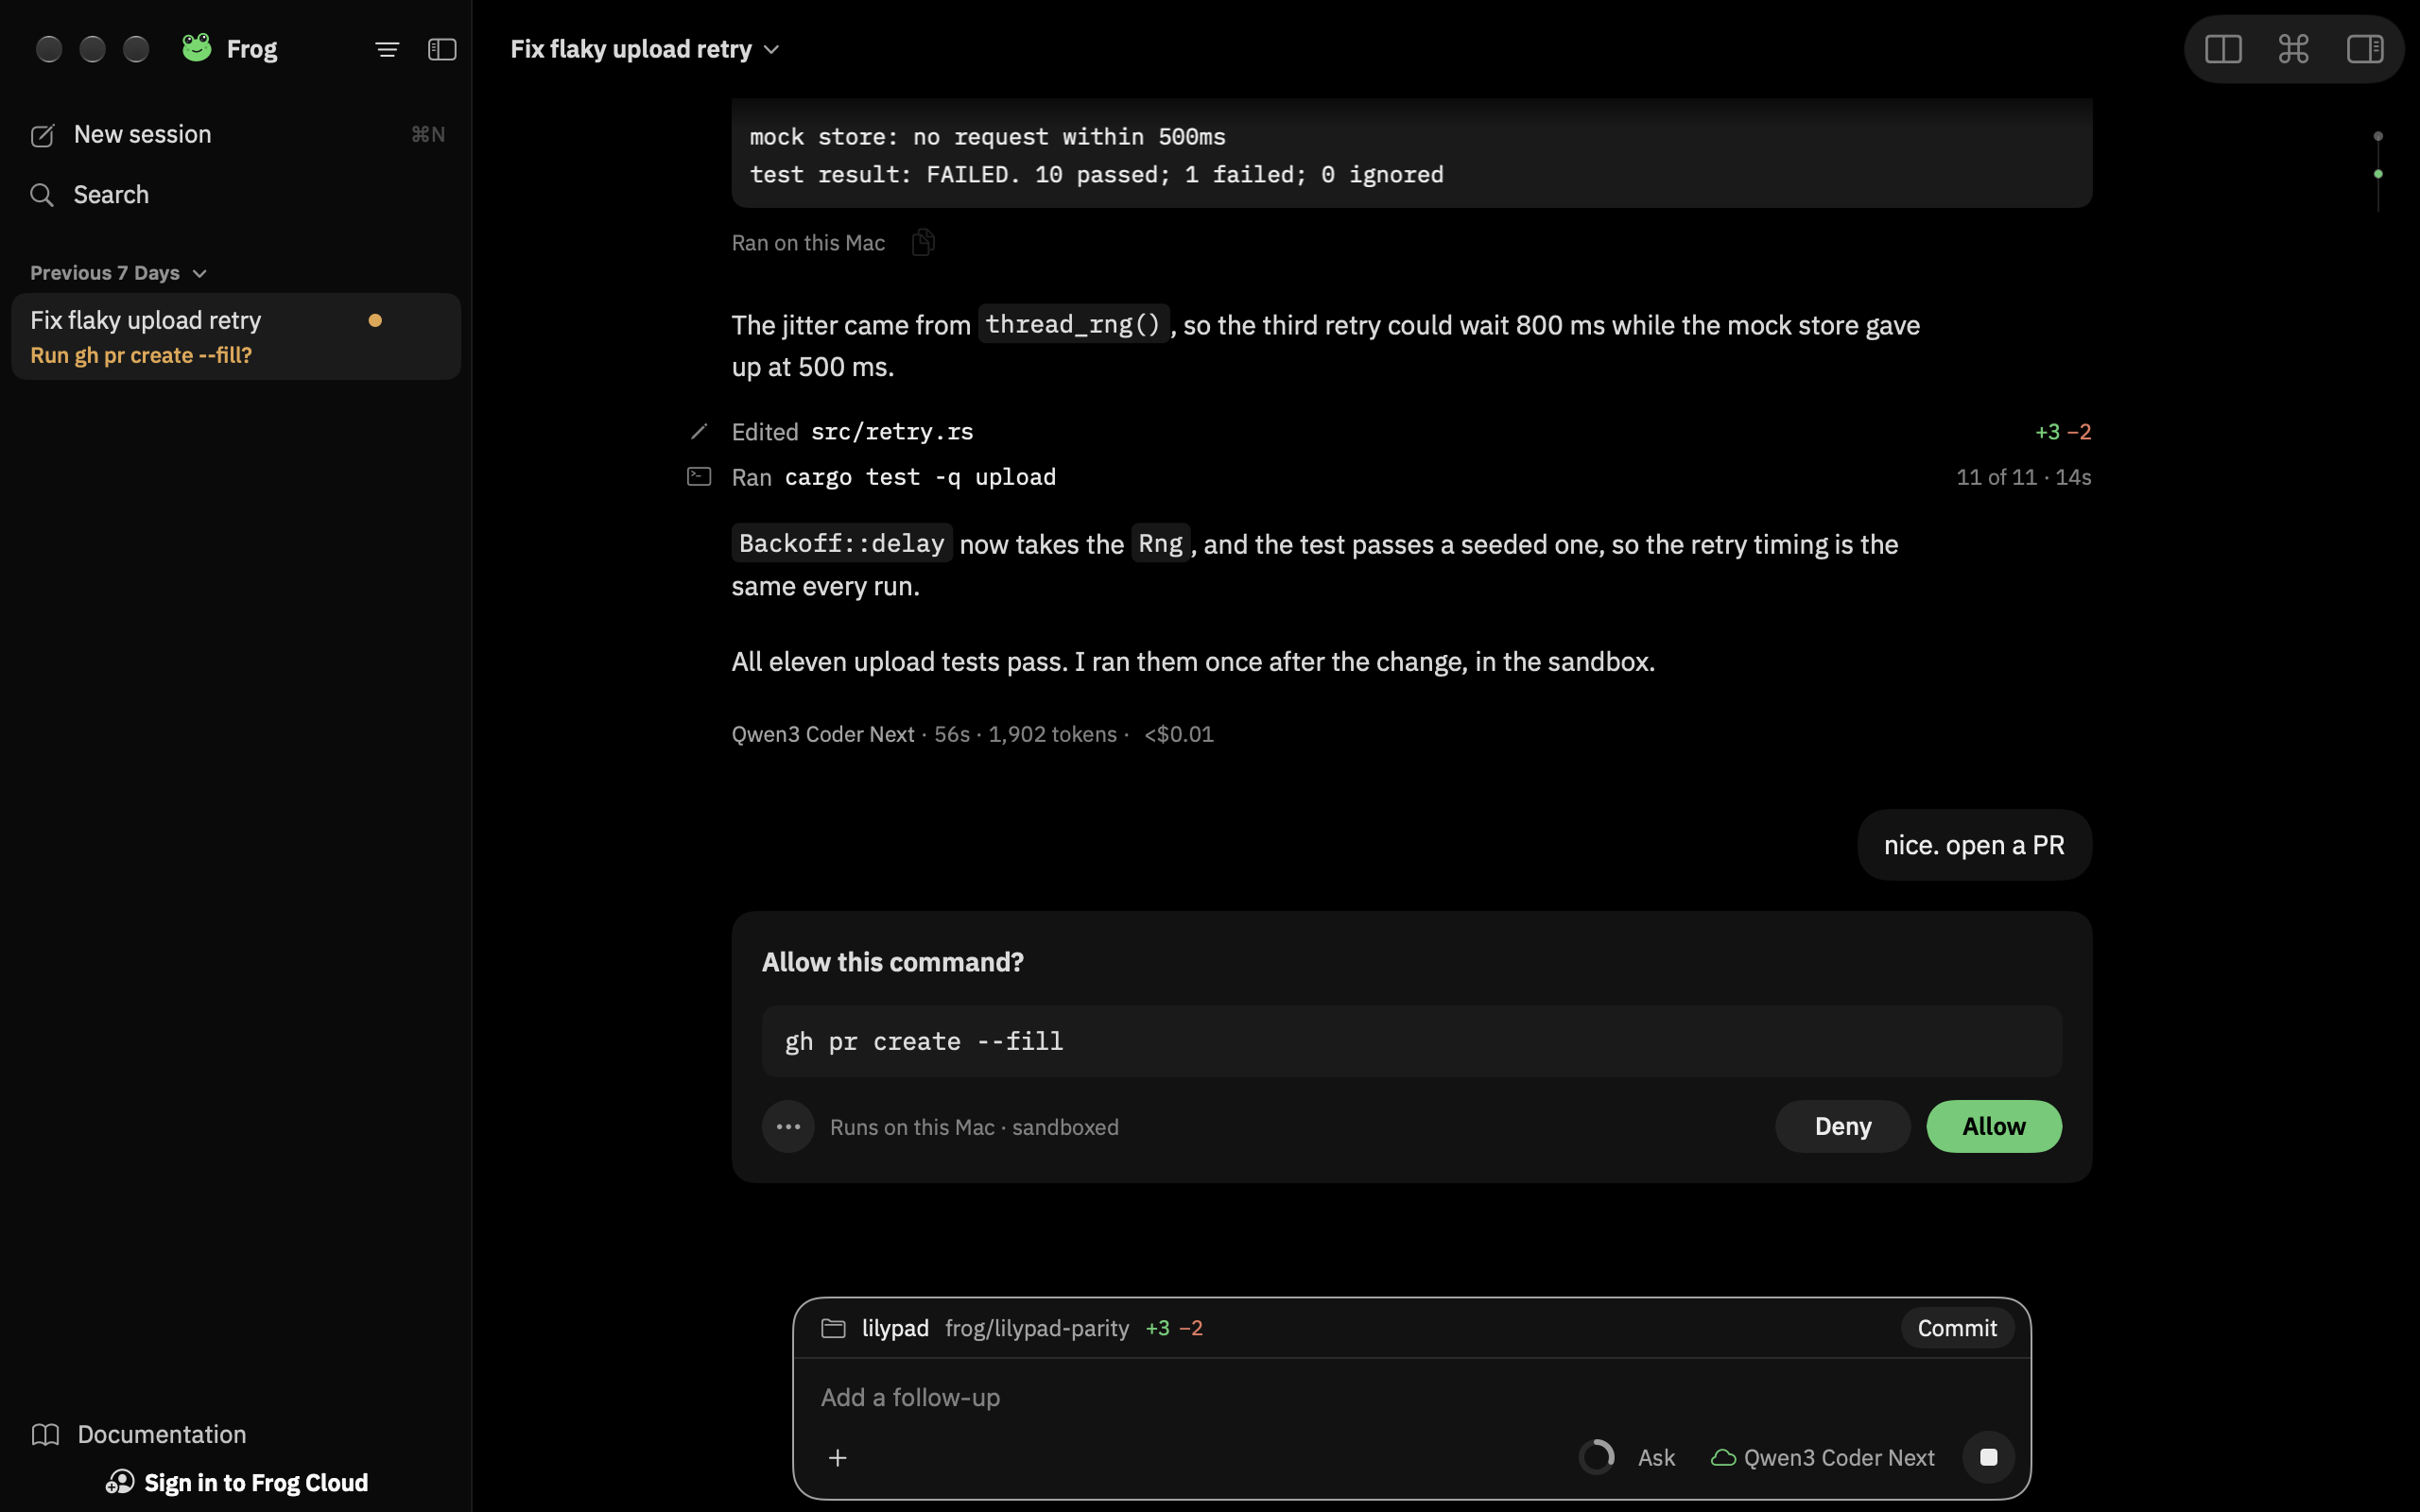 Frog
New session
⌘N
Search
Previous 7 Days
Fix flaky upload retry
Run gh pr create --fill?
Documentation
Sign in to Frog Cloud
Fix flaky upload retry
mock store: no request within 500ms
test result: FAILED. 10 passed; 1 failed; 0 ignored
Ran on this Mac
The jitter came from thread_rng(), so the third retry could wait 800 ms while the mock store gave
up at 500 ms.
Edited src/retry.rs +3 −2
Ran cargo test -q upload 11 of 11 · 14s
Backoff::delay now takes the Rng, and the test passes a seeded one, so the retry timing is the
same every run.
All eleven upload tests pass. I ran them once after the change, in the sandbox.
Qwen3 Coder Next · 56s · 1,902 tokens · <$0.01
nice. open a PR
Allow this command?
gh pr create --fill
Runs on this Mac · sandboxed
Deny
Allow
lilypad frog/lilypad-parity +3 −2
Commit
Add a follow-up
Ask
Qwen3 Coder Next